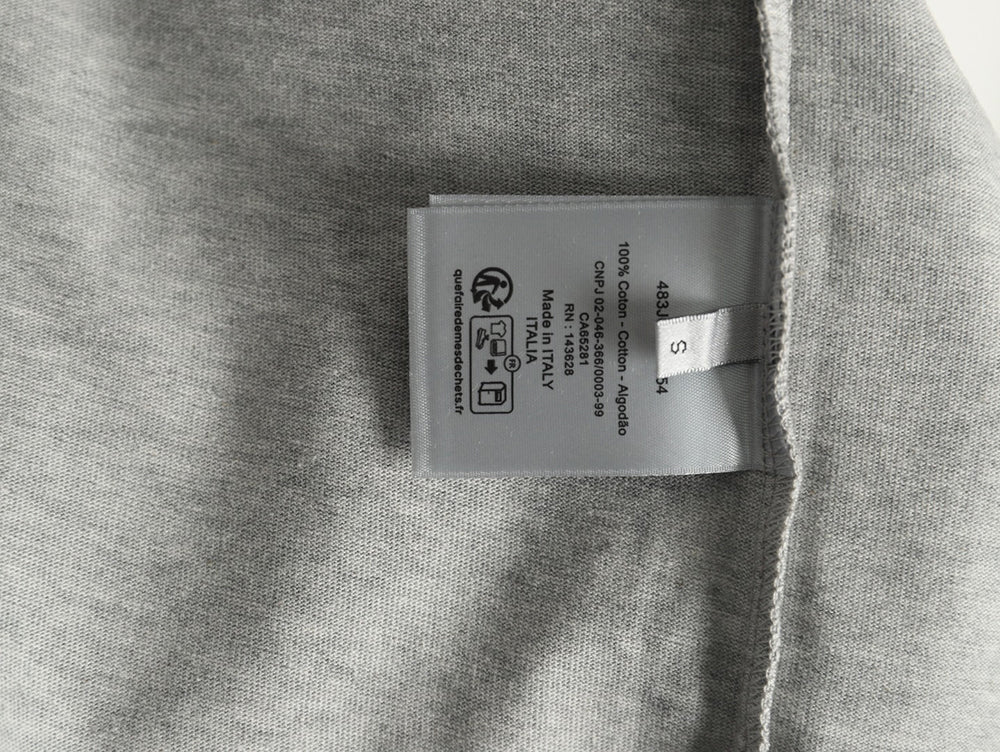 483J 54
S
100% Coton - Cotton - Algodão
CNPJ 02-046-366/0003-99
CA65281
RN : 143628
Made in ITALY
ITALIA
FR
quefairedemesdechets.fr